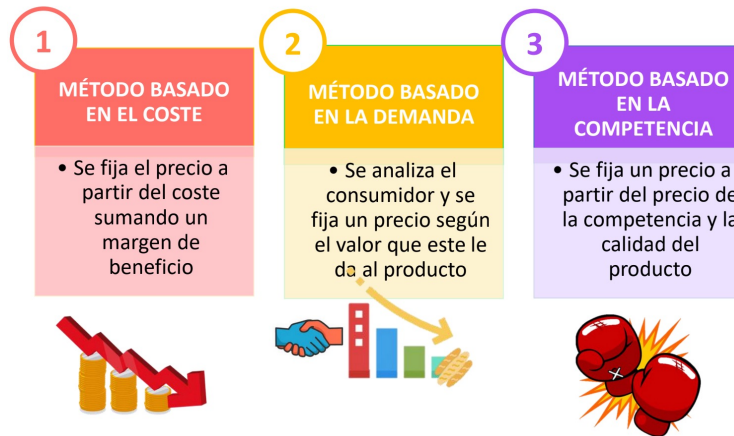 1
MÉTODO BASADO
EN EL COSTE
• Se fija el precio a
partir del coste
sumando un
margen de
beneficio
2
MÉTODO BASADO
EN LA DEMANDA
• Se analiza el
consumidor y se
fija un precio según
el valor que este le
da al producto
3
MÉTODO BASADO
EN LA
COMPETENCIA
• Se fija un precio a
partir del precio de
la competencia y la
calidad del
producto